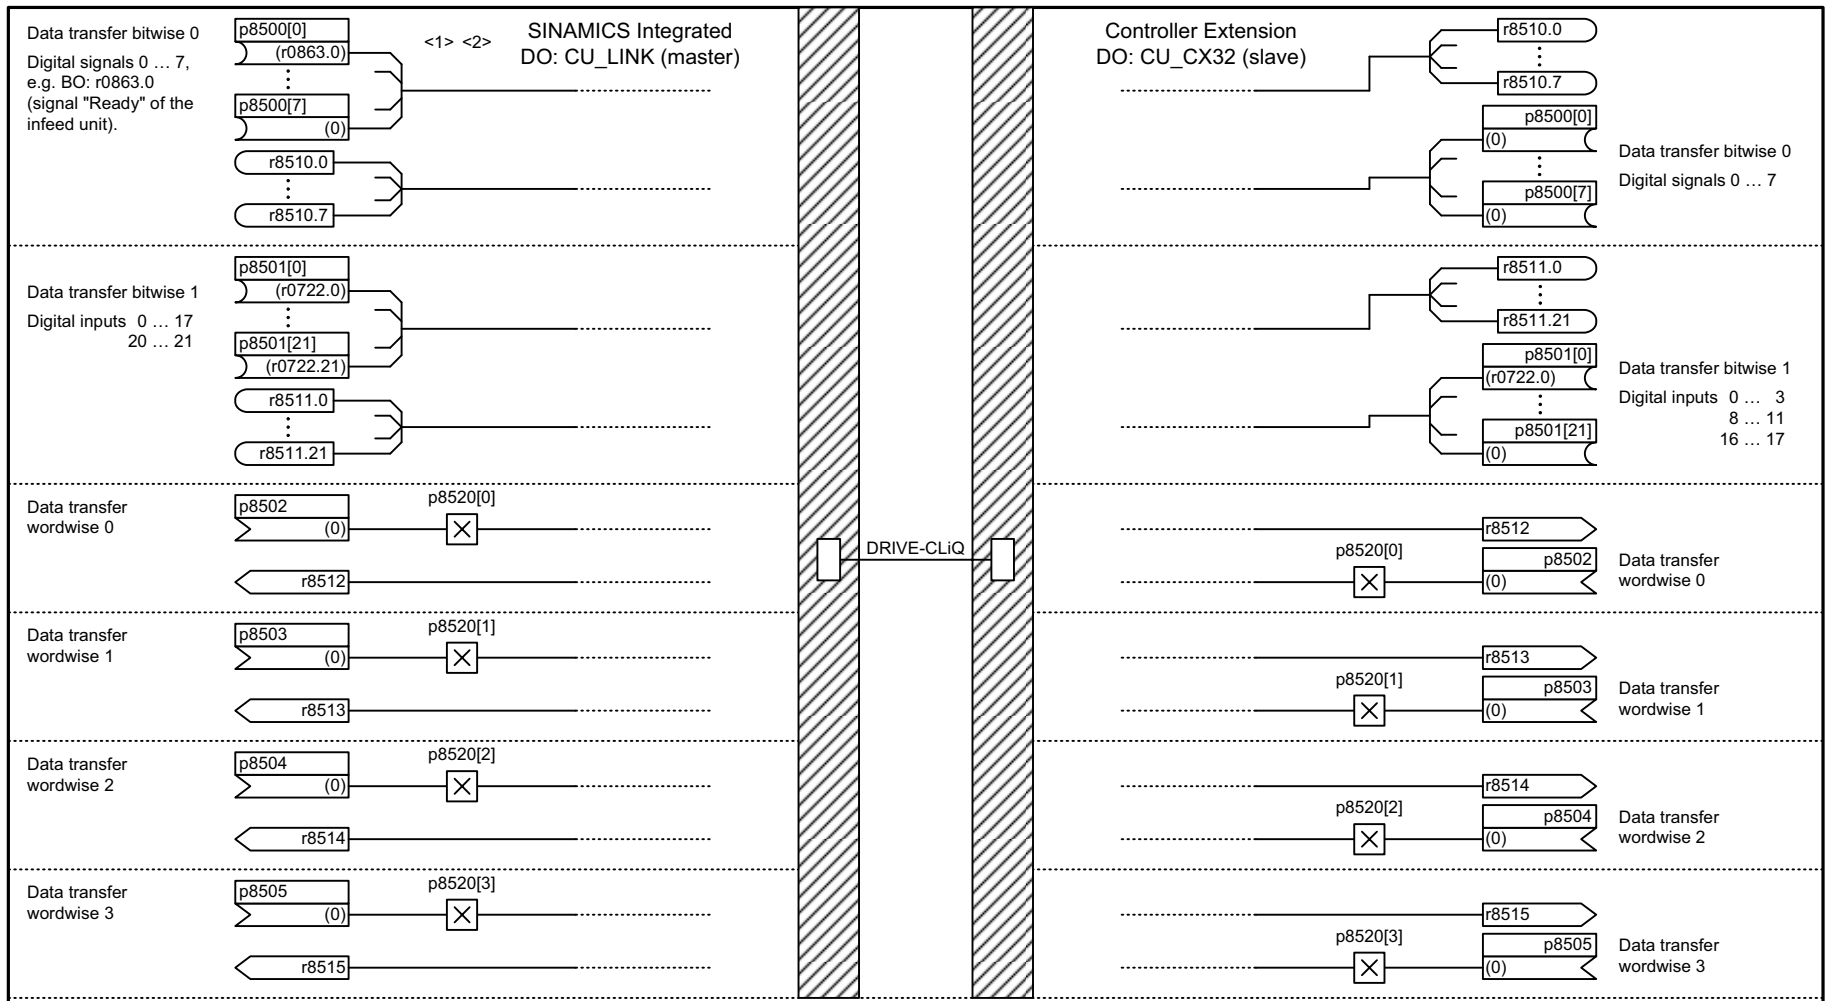 Data transfer bitwise 0
Digital signals 0 … 7,
e.g. BO: r0863.0
(signal "Ready" of the
infeed unit).
p8500[0]
(r0863.0)
p8500[7]
(0)
r8510.0
r8510.7
<1> <2>
SINAMICS Integrated
DO: CU_LINK (master)
Controller Extension
DO: CU_CX32 (slave)
r8510.0
r8510.7
p8500[0]
(0)
p8500[7]
(0)
Data transfer bitwise 0
Digital signals 0 … 7
Data transfer bitwise 1
Digital inputs 0 … 17
20 … 21
p8501[0]
(r0722.0)
p8501[21]
(r0722.21)
r8511.0
r8511.21
r8511.0
r8511.21
p8501[0]
(r0722.0)
p8501[21]
(0)
Data transfer bitwise 1
Digital inputs 0 … 3
8 … 11
16 … 17
Data transfer
wordwise 0
p8502
(0)
p8520[0]
r8512
DRIVE-CLiQ
r8512
p8520[0]
p8502
(0)
Data transfer
wordwise 0
Data transfer
wordwise 1
p8503
(0)
p8520[1]
r8513
r8513
p8520[1]
p8503
(0)
Data transfer
wordwise 1
Data transfer
wordwise 2
p8504
(0)
p8520[2]
r8514
r8514
p8520[2]
p8504
(0)
Data transfer
wordwise 2
Data transfer
wordwise 3
p8505
(0)
p8520[3]
r8515
r8515
p8520[3]
p8505
(0)
Data transfer
wordwise 3